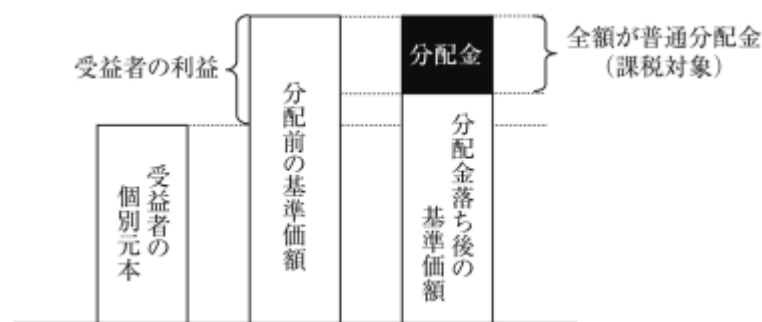 受益者の利益
分配金
全額が普通分配金
(課税対象)
受益者の
個別元本
分配前の基準価額
分配金落ち後の
基準価額